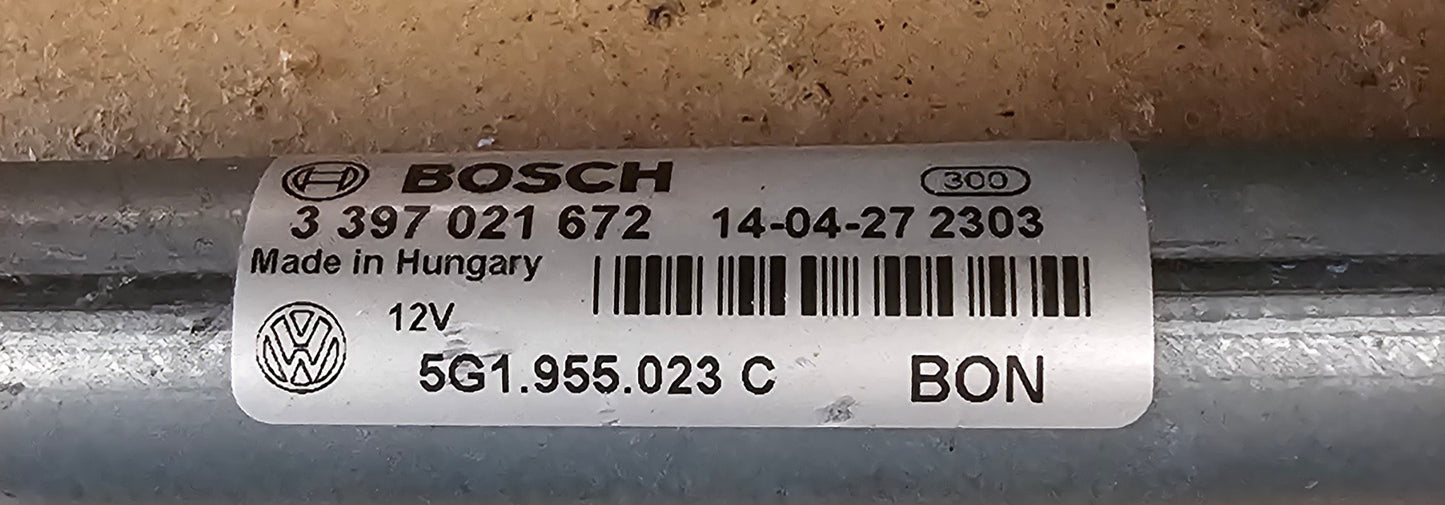 BOSCH 300
3 397 021 672 14-04-27 2303
Made in Hungary
12V
5G1.955.023 C BON